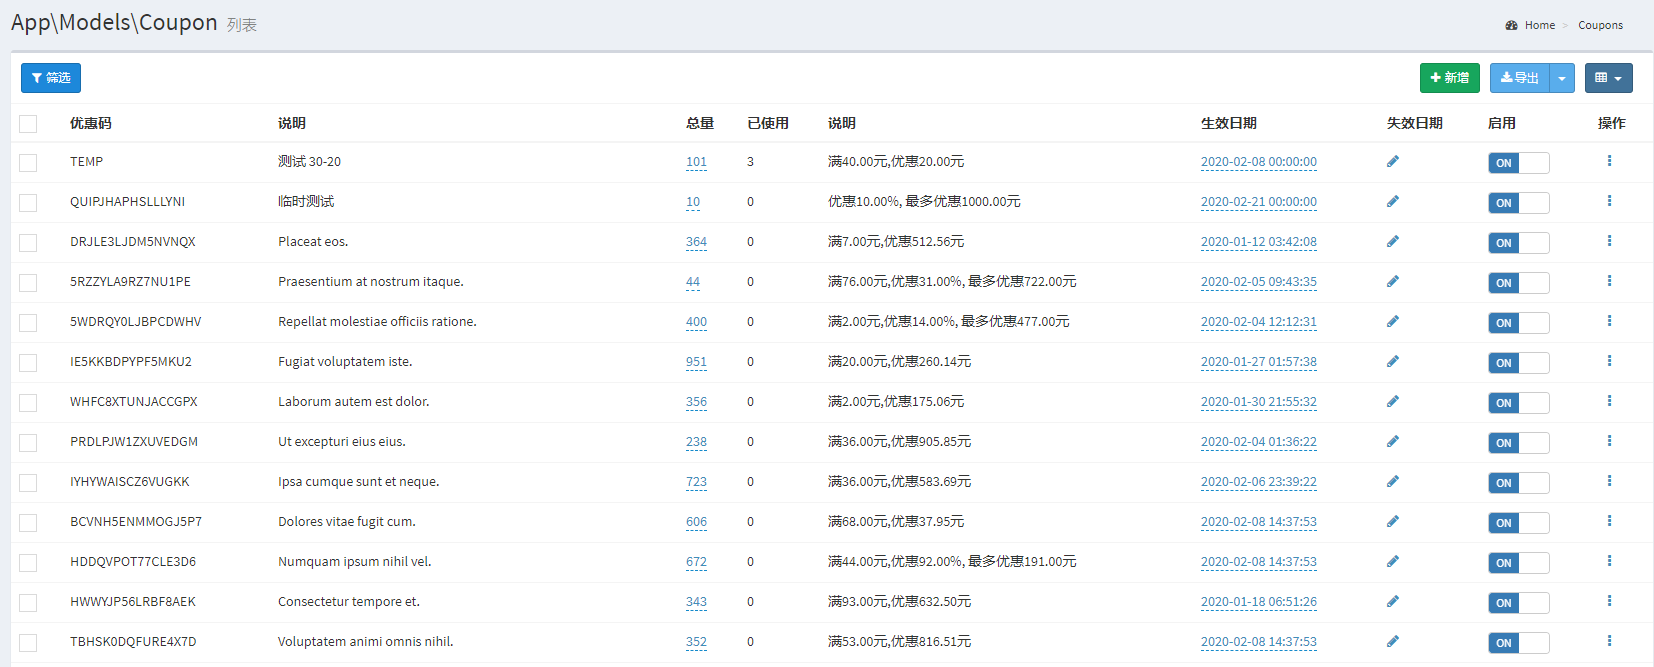 App\Models\Coupon 列表
Home > Coupons
筛选 新增 导出
优惠码 说明 总量 已使用 说明 生效日期 失效日期 启用 操作
TEMP 测试 30-20 101 3 满40.00元,优惠20.00元 2020-02-08 00:00:00 ON
QUIPJHAPHSLLLYNI 临时测试 10 0 优惠10.00%, 最多优惠1000.00元 2020-02-21 00:00:00 ON
DRJLE3LJDM5NVNQX Placeat eos. 364 0 满7.00元,优惠512.56元 2020-01-12 03:42:08 ON
5RZZYLA9RZ7NU1PE Praesentium at nostrum itaque. 44 0 满76.00元,优惠31.00%, 最多优惠722.00元 2020-02-05 09:43:35 ON
5WDRQY0LJBPCDWHV Repellat molestiae officiis ratione. 400 0 满2.00元,优惠14.00%, 最多优惠477.00元 2020-02-04 12:12:31 ON
IE5KKBDPYPF5MKU2 Fugiat voluptatem iste. 951 0 满20.00元,优惠260.14元 2020-01-27 01:57:38 ON
WHFC8XTUNJACCGPX Laborum autem est dolor. 356 0 满2.00元,优惠175.06元 2020-01-30 21:55:32 ON
PRDLPJW1ZXUVEDGM Ut excepturi eius eius. 238 0 满36.00元,优惠905.85元 2020-02-04 01:36:22 ON
IYHYWAISCZ6VUGKK Ipsa cumque sunt et neque. 723 0 满36.00元,优惠583.69元 2020-02-06 23:39:22 ON
BCVNH5ENMMOGJ5P7 Dolores vitae fugit cum. 606 0 满68.00元,优惠37.95元 2020-02-08 14:37:53 ON
HDDQVPOT77CLE3D6 Numquam ipsum nihil vel. 672 0 满44.00元,优惠92.00%, 最多优惠191.00元 2020-02-08 14:37:53 ON
HWWYJP56LRBF8AEK Consectetur tempore et. 343 0 满93.00元,优惠632.50元 2020-01-18 06:51:26 ON
TBHSK0DQFURE4X7D Voluptatem animi omnis nihil. 352 0 满53.00元,优惠816.51元 2020-02-08 14:37:53 ON